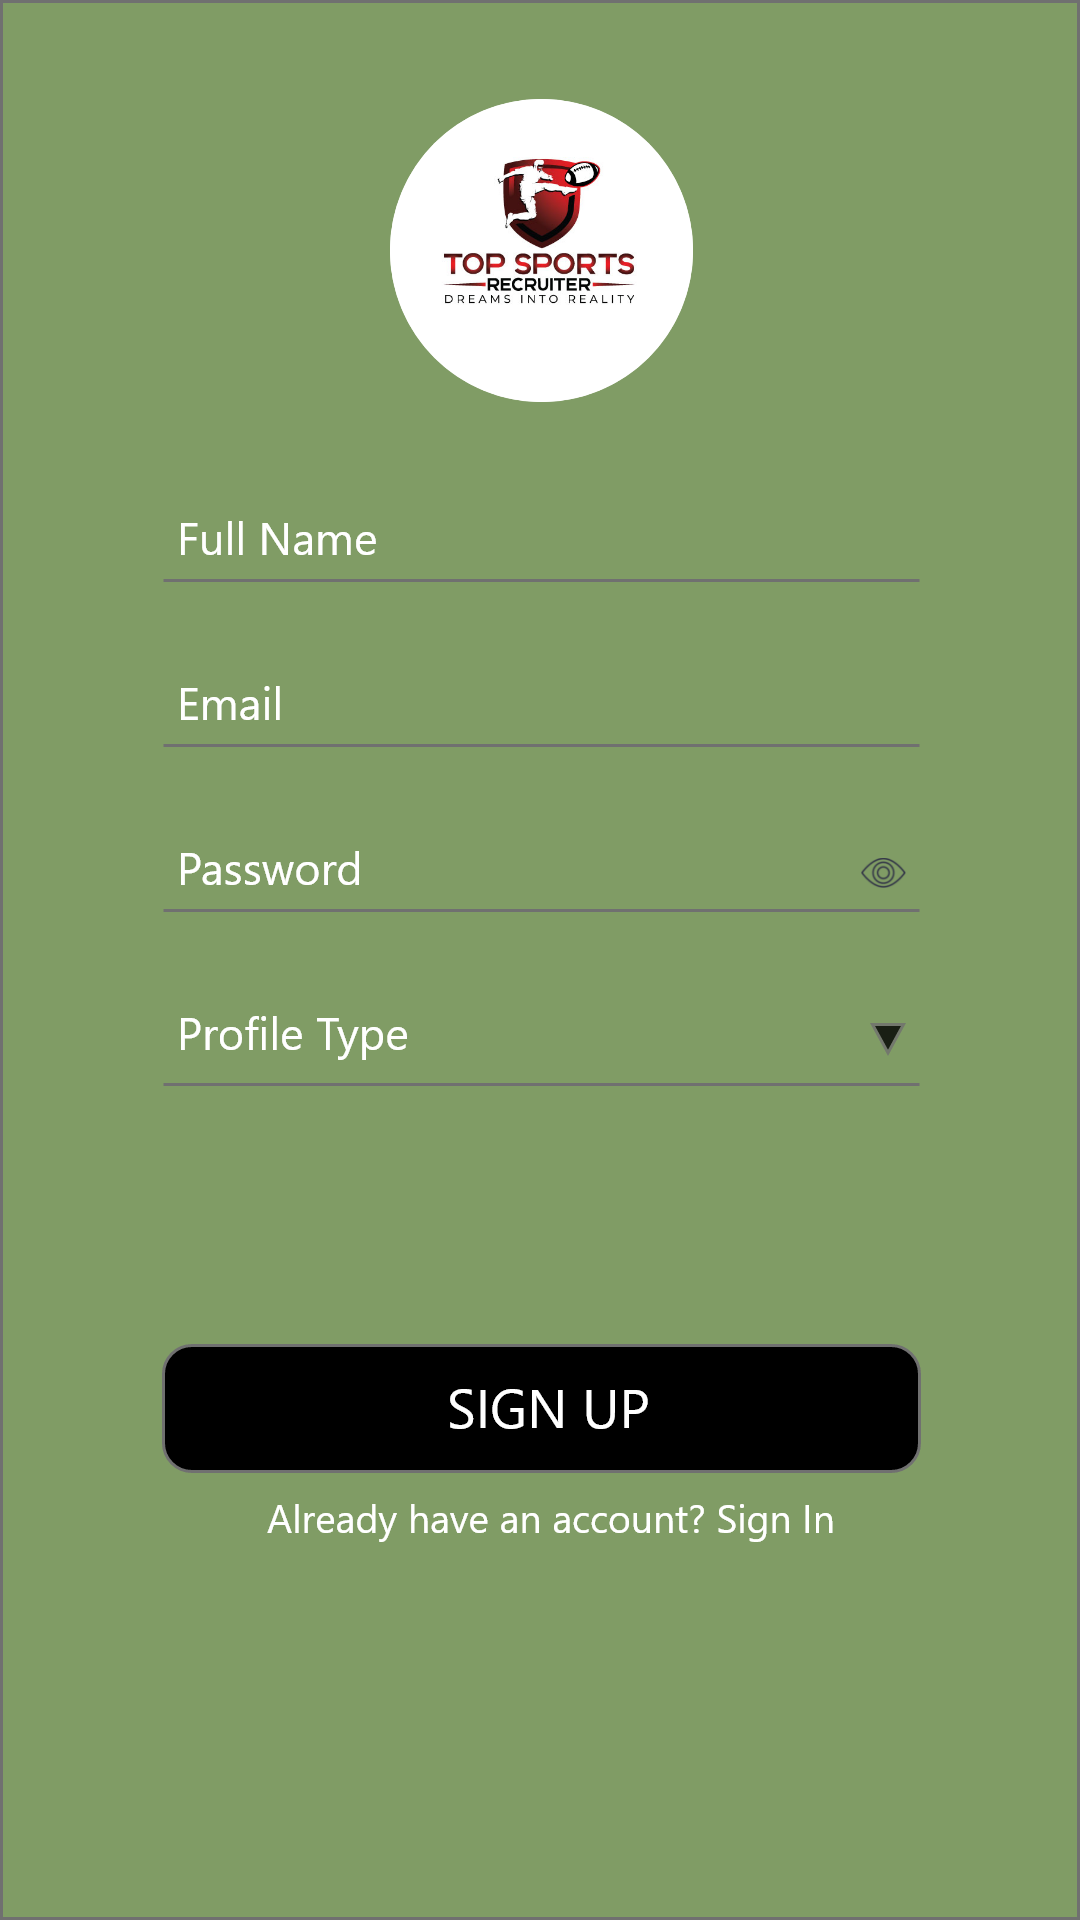 TOP SPORTS
RECRUITER
DREAMS INTO REALITY
Full Name
Email
Password
Profile Type
SIGN UP
Already have an account? Sign In